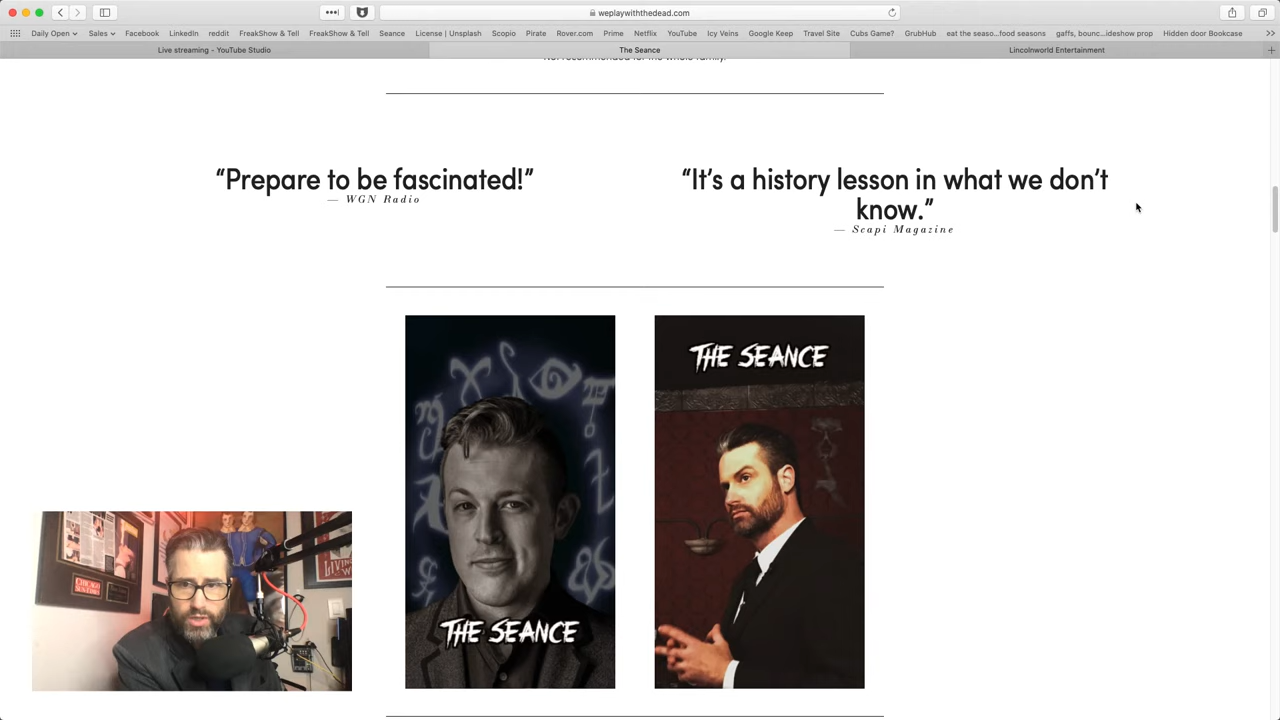 weplaywiththedead.com
Daily Open
Sales
Facebook
LinkedIn
reddit
FreakShow & Tell
FreakShow & Tell
Seance
License | Unsplash
Scopio
Pirate
Rover.com
Prime
Netflix
YouTube
Icy Veins
Google Keep
Travel Site
Cubs Game?
GrubHub
eat the seaso...food seasons
gaffs, bounc...ideshow prop
Hidden door Bookcase
Live streaming - YouTube Studio
The Seance
Lincolnworld Entertainment
Not recommended for the whole family.
“Prepare to be fascinated!”
— WGN Radio
“It’s a history lesson in what we don’t
know.”
— Scapi Magazine
THE SEANCE
THE SEANCE
CHICAGO
SUN-TIMES
LIVING